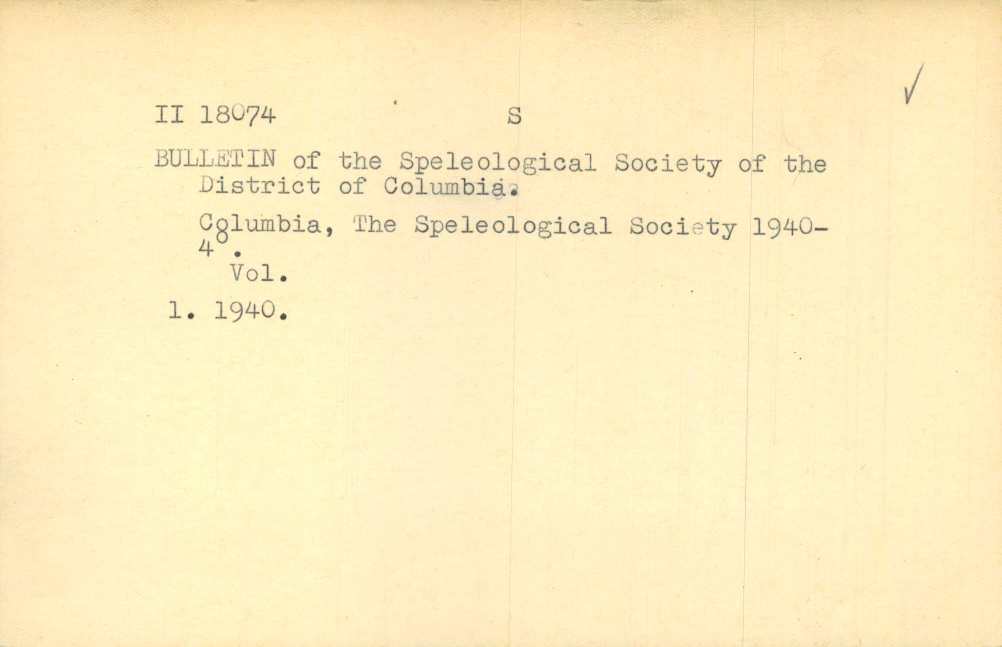 II 18074 S ✓
BULLETIN of the Speleological Society of the
District of Columbia.
Columbia, The Speleological Society 1940-
4°.
Vol.
1. 1940.